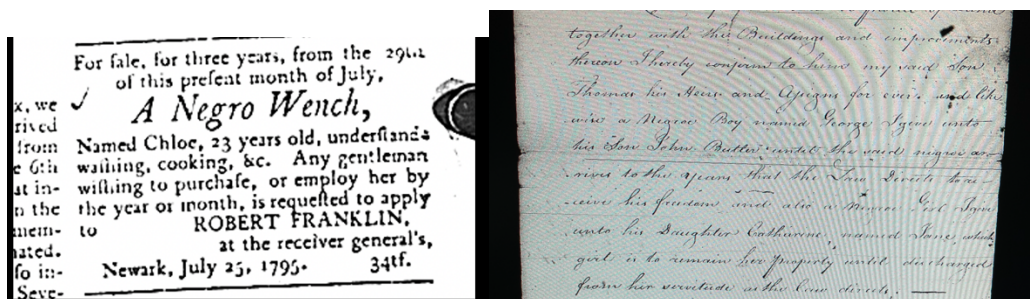 For sale, for three years, from the 29th
of this present month of July,
A Negro Wench,
Named Chloe, 23 years old, understands
washing, cooking, &c. Any gentleman
wishing to purchase, or employ her by
the year or month, is requested to apply
to ROBERT FRANKLIN,
at the receiver general's,
Newark, July 25, 1795. 34tf.
x, we
rived
from
e 6th
at in-
n the
mem-
ated.
so in-
Seve-
together with the Buildings and improvements
thereon I hereby confirm to him my said Son
Thomas his Heirs and Assigns for ever. and like
wise a Negroe Boy named George I give unto
his Son John Butler until the said negroe ar-
rives to the years that the Law Directs to re-
ceive his freedom and also a Negroe Girl I give
unto his Daughter Catharine, named Jane, which
girl is to remain her property until discharged
from her servitude as the Law directs.